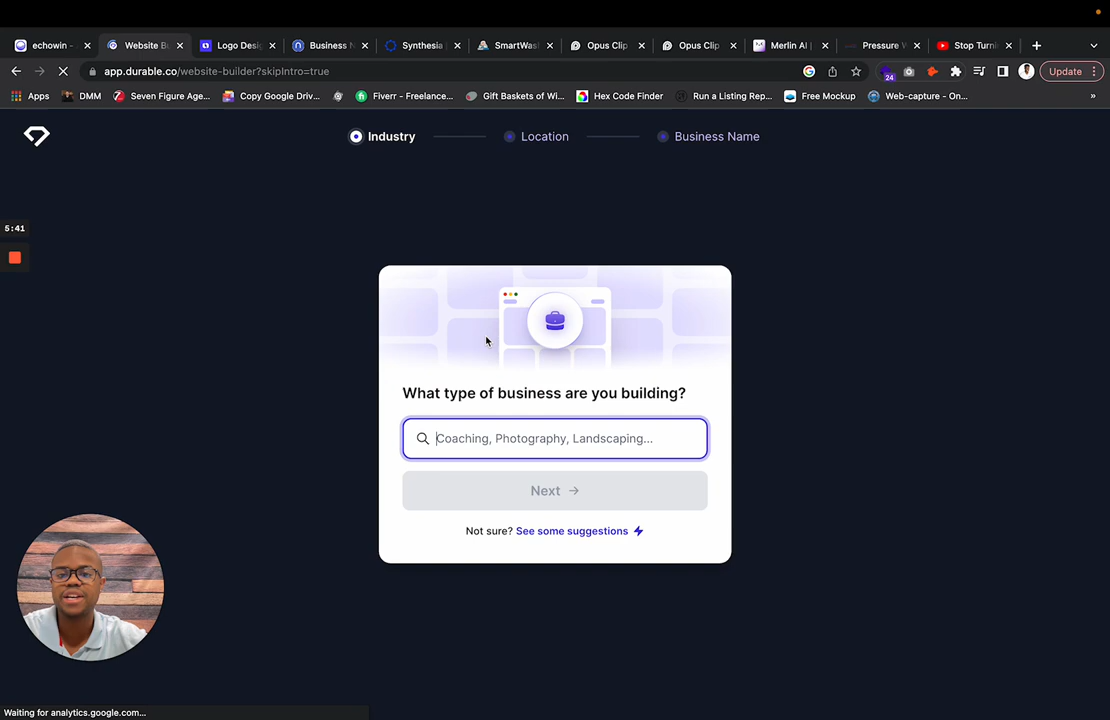 echowin -
Website Bu
Logo Desig
Business N
Synthesia
SmartWas
Opus Clip
Opus Clip
Merlin AI |
Pressure W
Stop Turni
app.durable.co/website-builder?skipIntro=true
24
Update
Apps
DMM
Seven Figure Age...
Copy Google Driv...
Fiverr - Freelance...
Gift Baskets of Wi...
Hex Code Finder
Run a Listing Rep...
Free Mockup
Web-capture - On...
»
Industry
Location
Business Name
5:41
What type of business are you building?
Coaching, Photography, Landscaping...
Next →
Not sure? See some suggestions
Waiting for analytics.google.com...